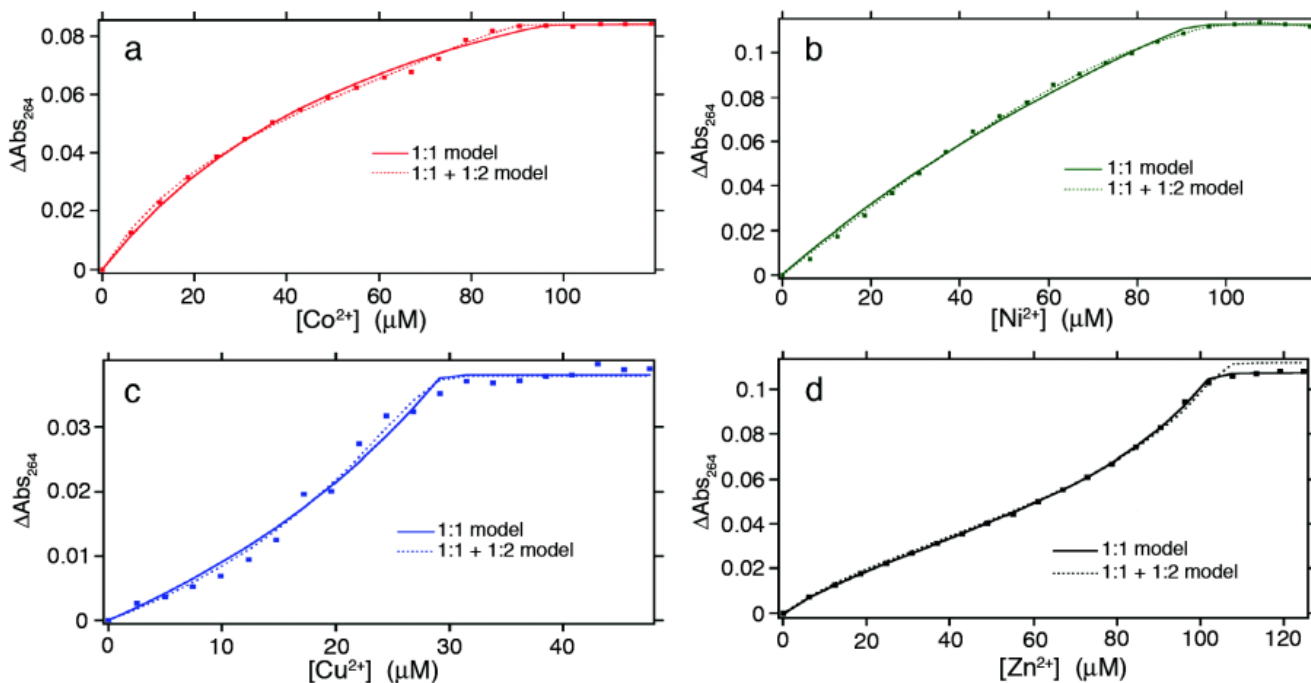 a
0.08
0.06
0.04
0.02
0
ΔAbs264
1:1 model
1:1 + 1:2 model
0 20 40 60 80 100
[Co2+] (μM)
b
0.1
0.08
0.06
0.04
0.02
0
ΔAbs264
1:1 model
1:1 + 1:2 model
0 20 40 60 80 100
[Ni2+] (μM)
c
0.03
0.02
0.01
0
ΔAbs264
1:1 model
1:1 + 1:2 model
0 10 20 30 40
[Cu2+] (μM)
d
0.1
0.08
0.06
0.04
0.02
0
ΔAbs264
1:1 model
1:1 + 1:2 model
0 20 40 60 80 100 120
[Zn2+] (μM)